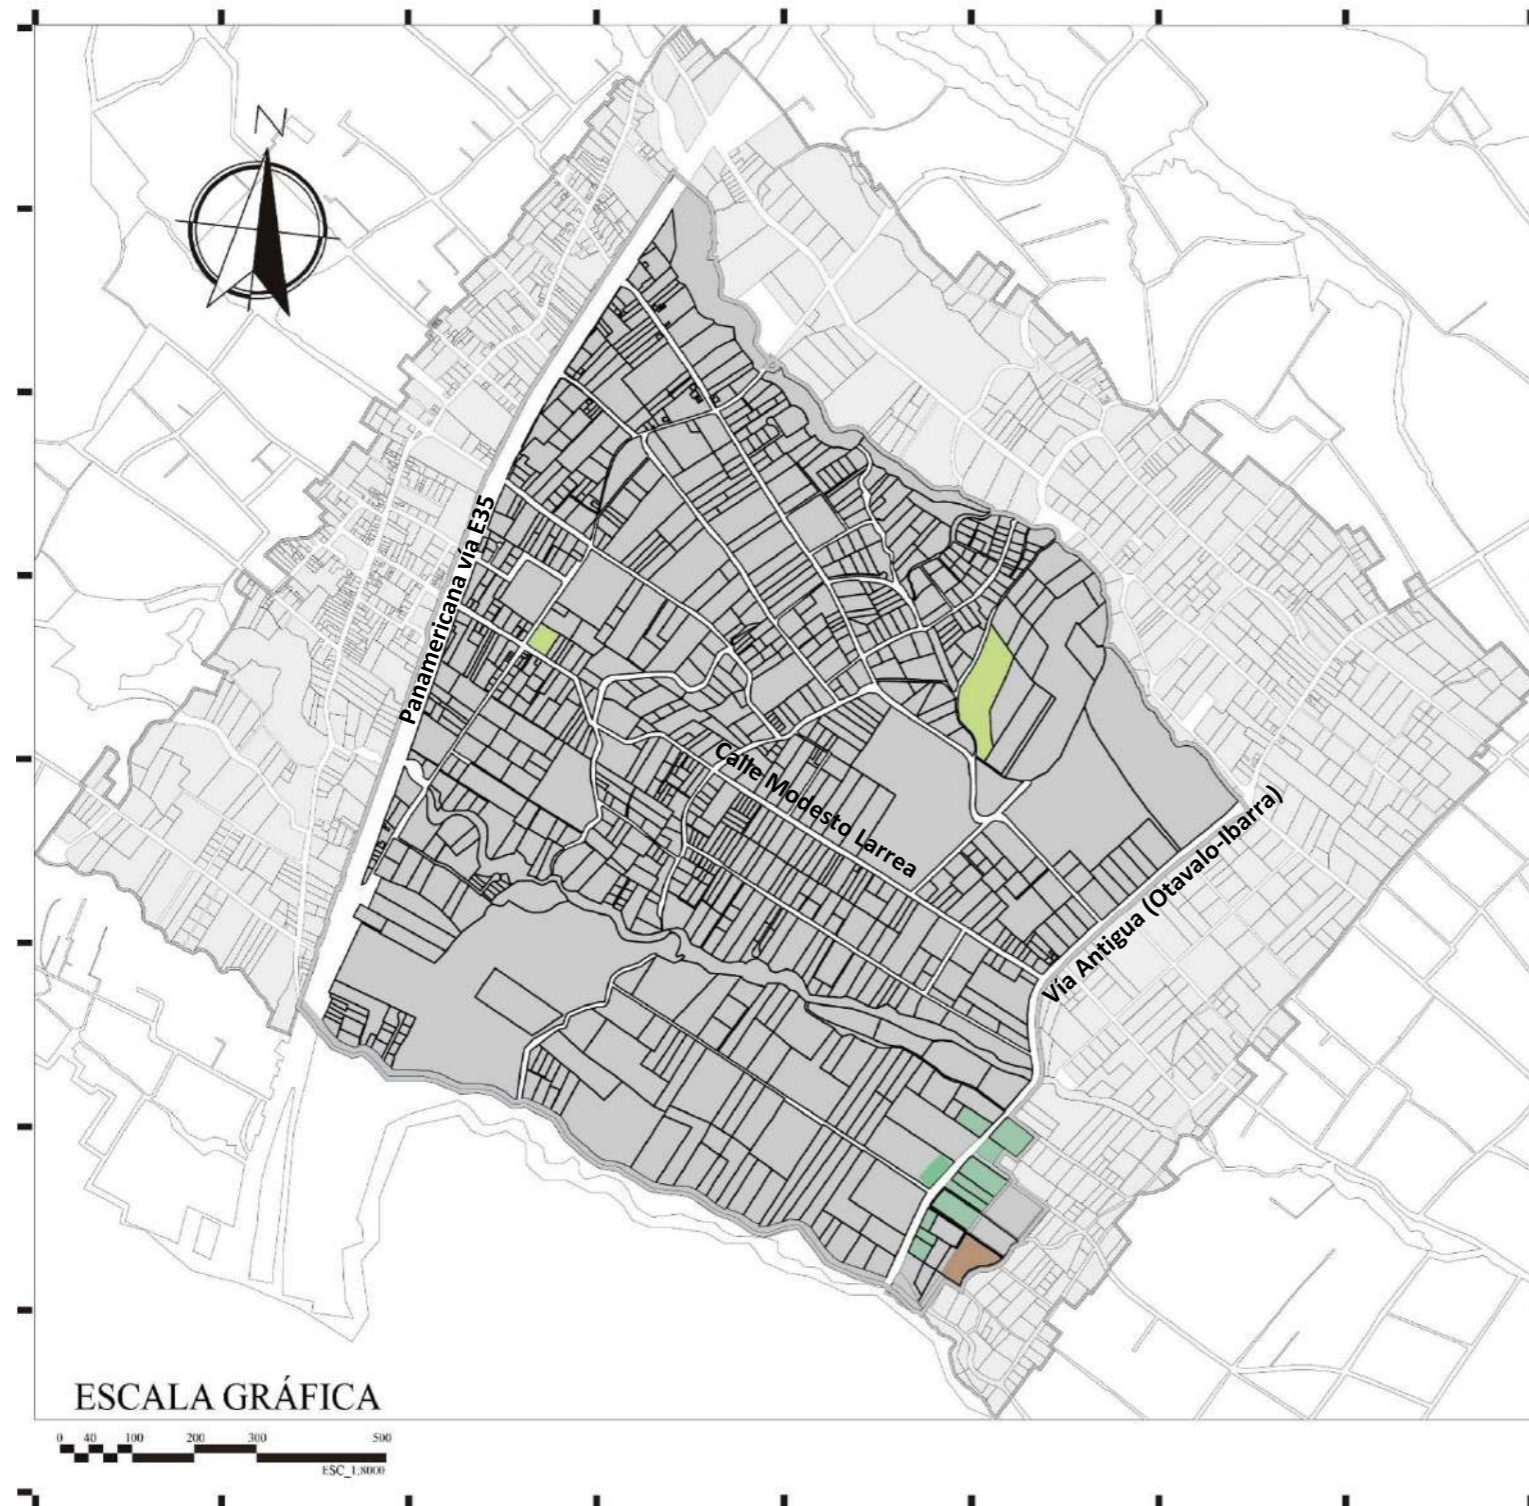 N
Panamericana vía E35
Calle Modesto Larrea
Vía Antigua (Otavalo-Ibarra)
ESCALA GRÁFICA
0 40 100 200 300 500
ESC_1:8000